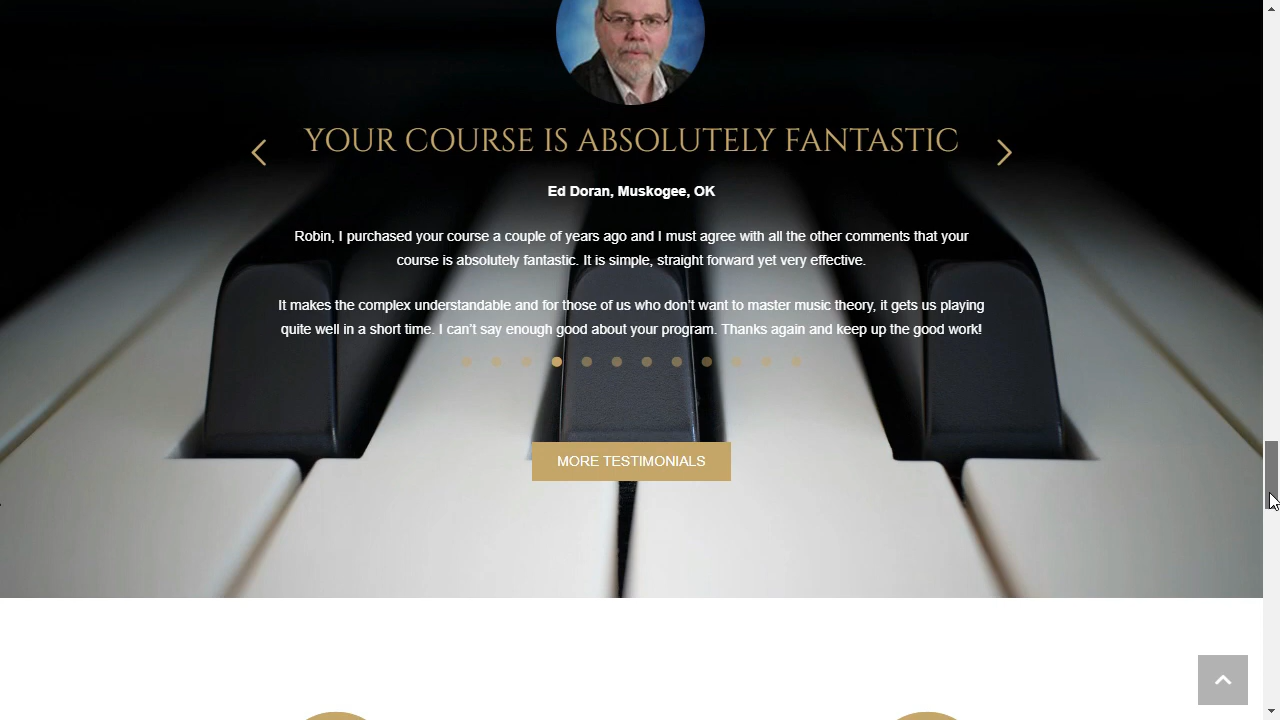 YOUR COURSE IS ABSOLUTELY FANTASTIC
Ed Doran, Muskogee, OK
Robin, I purchased your course a couple of years ago and I must agree with all the other comments that your
course is absolutely fantastic. It is simple, straight forward yet very effective.
It makes the complex understandable and for those of us who don’t want to master music theory, it gets us playing
quite well in a short time. I can’t say enough good about your program. Thanks again and keep up the good work!
MORE TESTIMONIALS